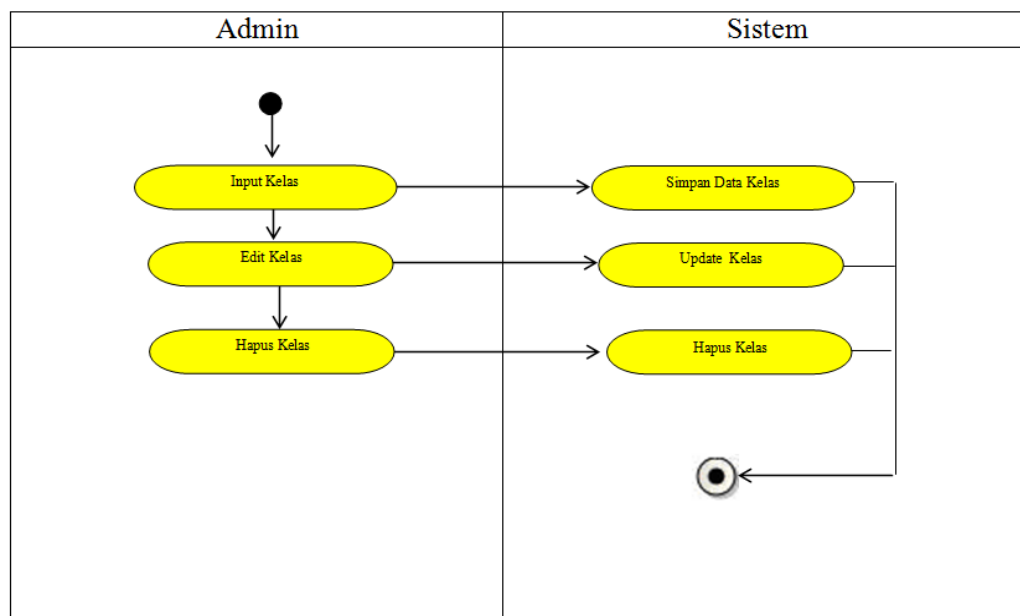 Admin
Sistem
Input Kelas
Simpan Data Kelas
Edit Kelas
Update Kelas
Hapus Kelas
Hapus Kelas